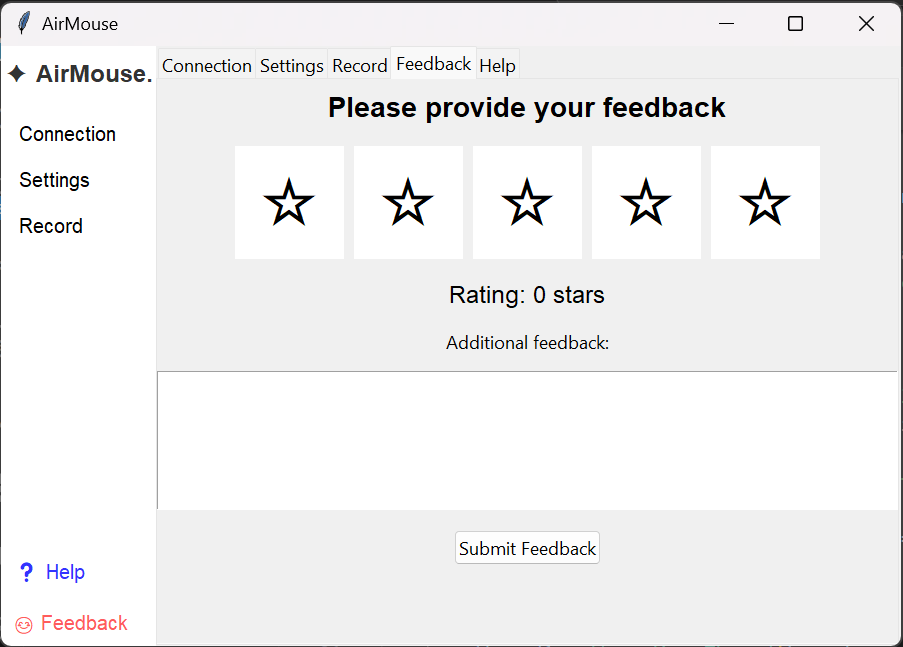 AirMouse
✦ AirMouse.
Connection
Settings
Record
? Help
Feedback
Connection Settings Record Feedback Help
Please provide your feedback
☆ ☆ ☆ ☆ ☆
Rating: 0 stars
Additional feedback:
Submit Feedback